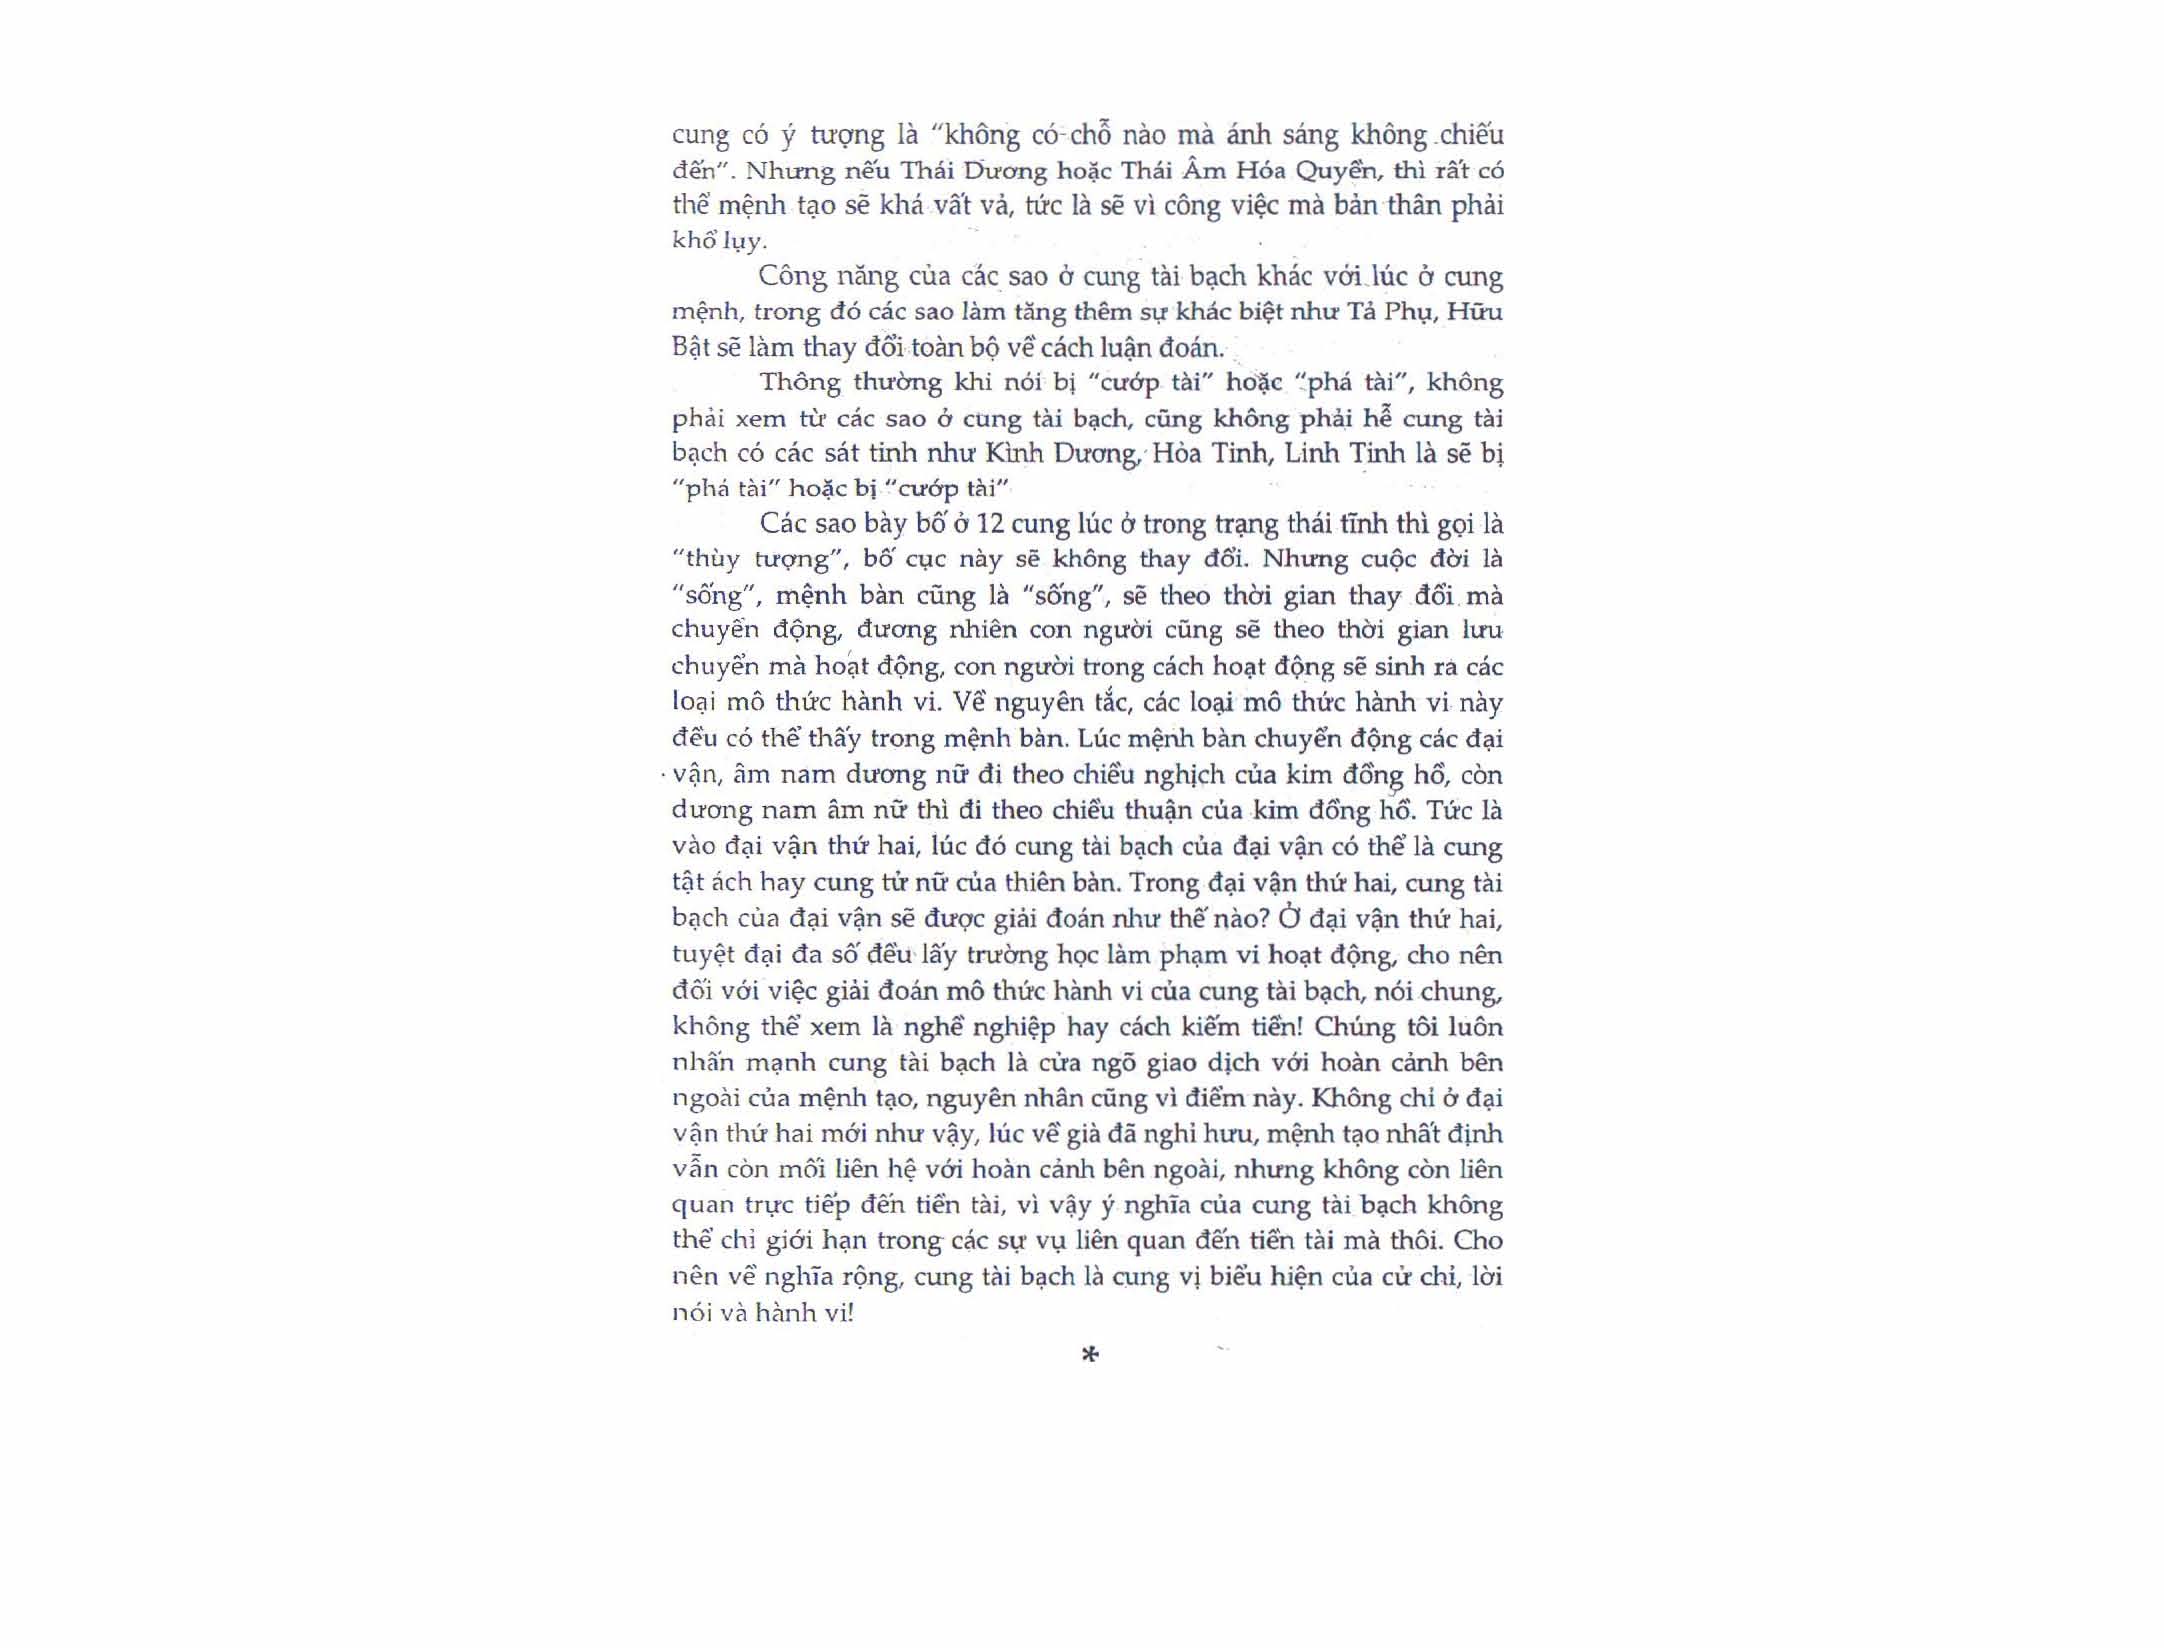 cung có ý tượng là “không có chỗ nào mà ánh sáng không chiếu
đến”. Nhưng nếu Thái Dương hoặc Thái Âm Hóa Quyền, thì rất có
thể mệnh tạo sẽ khá vất vả, tức là sẽ vì công việc mà bản thân phải
khổ lụy.
Công năng của các sao ở cung tài bạch khác với lúc ở cung
mệnh, trong đó các sao làm tăng thêm sự khác biệt như Tả Phụ, Hữu
Bật sẽ làm thay đổi toàn bộ về cách luận đoán.
Thông thường khi nói bị “cướp tài” hoặc “phá tài”, không
phải xem từ các sao ở cung tài bạch, cũng không phải hễ cung tài
bạch có các sát tinh như Kình Dương, Hỏa Tinh, Linh Tinh là sẽ bị
“phá tài” hoặc bị “cướp tài”
Các sao bày bố ở 12 cung lúc ở trong trạng thái tĩnh thì gọi là
“thùy tượng”, bố cục này sẽ không thay đổi. Nhưng cuộc đời là
“sống”, mệnh bàn cũng là “sống”, sẽ theo thời gian thay đổi mà
chuyển động, đương nhiên con người cũng sẽ theo thời gian lưu
chuyển mà hoạt động, con người trong cách hoạt động sẽ sinh ra các
loại mô thức hành vi. Về nguyên tắc, các loại mô thức hành vi này
đều có thể thấy trong mệnh bàn. Lúc mệnh bàn chuyển động các đại
vận, âm nam dương nữ đi theo chiều nghịch của kim đồng hồ, còn
dương nam âm nữ thì đi theo chiều thuận của kim đồng hồ. Tức là
vào đại vận thứ hai, lúc đó cung tài bạch của đại vận có thể là cung
tật ách hay cung tử nữ của thiên bàn. Trong đại vận thứ hai, cung tài
bạch của đại vận sẽ được giải đoán như thế nào? Ở đại vận thứ hai,
tuyệt đại đa số đều lấy trường học làm phạm vi hoạt động, cho nên
đối với việc giải đoán mô thức hành vi của cung tài bạch, nói chung,
không thể xem là nghề nghiệp hay cách kiếm tiền! Chúng tôi luôn
nhấn mạnh cung tài bạch là cửa ngõ giao dịch với hoàn cảnh bên
ngoài của mệnh tạo, nguyên nhân cũng vì điểm này. Không chỉ ở đại
vận thứ hai mới như vậy, lúc về già đã nghỉ hưu, mệnh tạo nhất định
vẫn còn mối liên hệ với hoàn cảnh bên ngoài, nhưng không còn liên
quan trực tiếp đến tiền tài, vì vậy ý nghĩa của cung tài bạch không
thể chỉ giới hạn trong các sự vụ liên quan đến tiền tài mà thôi. Cho
nên về nghĩa rộng, cung tài bạch là cung vị biểu hiện của cử chỉ, lời
nói và hành vi!
*